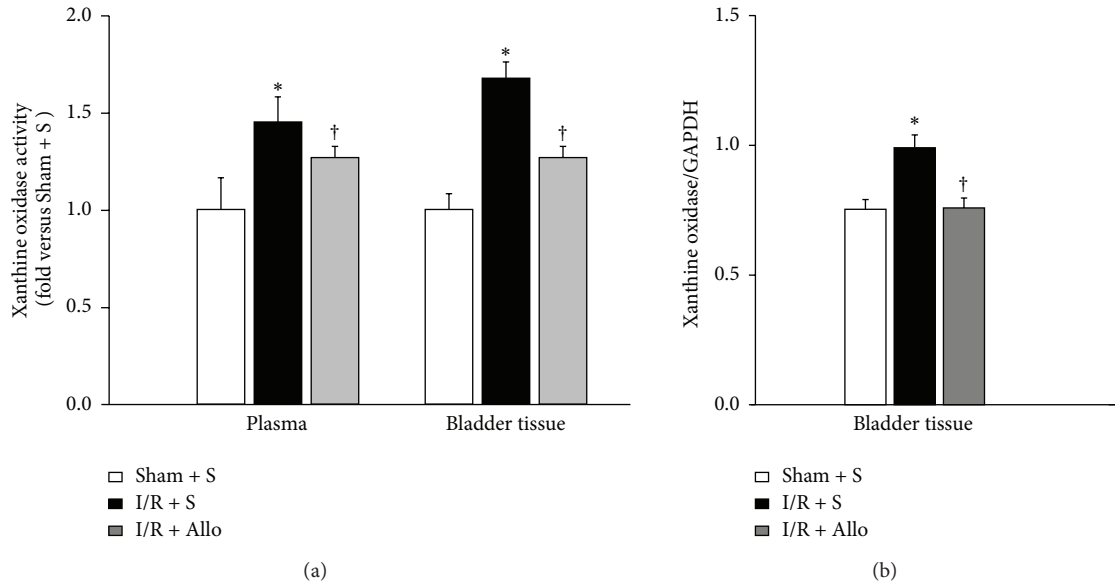 Xanthine oxidase activity
(fold versus Sham + S )
2.0
1.5
1.0
0.5
0.0
*
†
*
†
Plasma
Bladder tissue
Sham + S
I/R + S
I/R + Allo
(a)
Xanthine oxidase/GAPDH
1.5
1.0
0.5
0.0
*
†
Bladder tissue
Sham + S
I/R + S
I/R + Allo
(b)